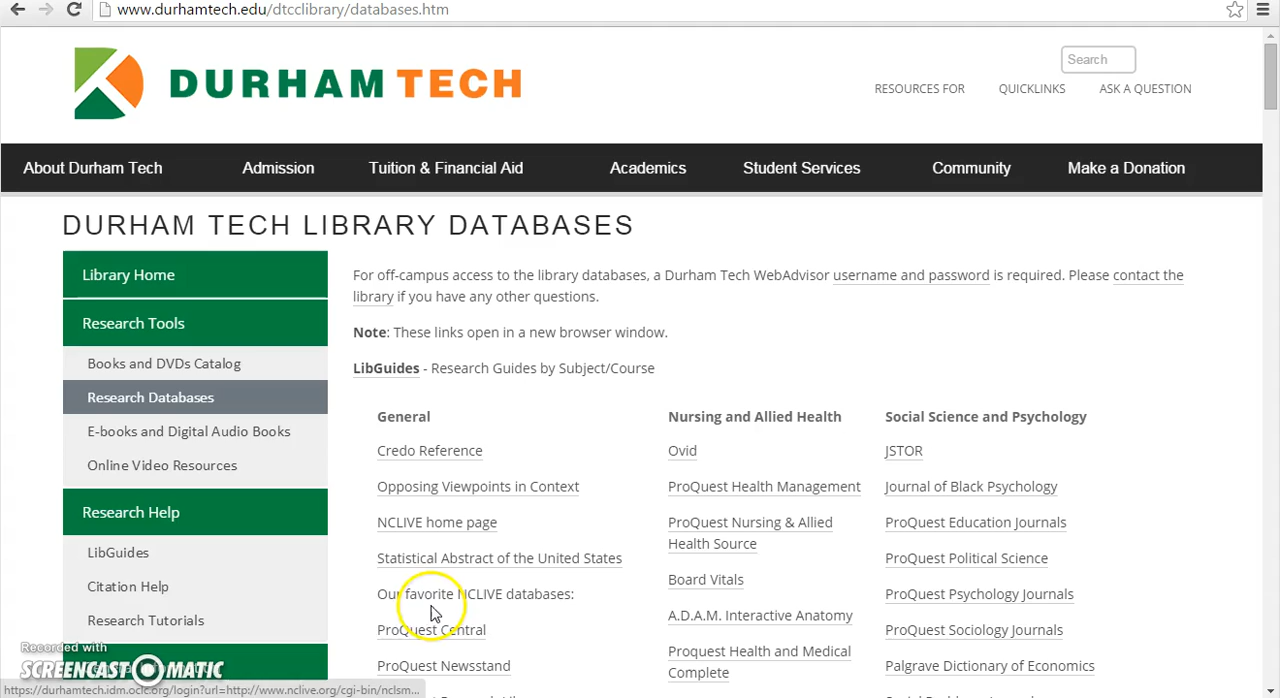 www.durhamtech.edu/dtcclibrary/databases.htm
DURHAM TECH
Search
RESOURCES FOR QUICKLINKS ASK A QUESTION
About Durham Tech Admission Tuition & Financial Aid Academics Student Services Community Make a Donation
DURHAM TECH LIBRARY DATABASES
Library Home
Research Tools
Books and DVDs Catalog
Research Databases
E-books and Digital Audio Books
Online Video Resources
Research Help
LibGuides
Citation Help
Research Tutorials
For off-campus access to the library databases, a Durham Tech WebAdvisor username and password is required. Please contact the
library if you have any other questions.
Note: These links open in a new browser window.
LibGuides - Research Guides by Subject/Course
General
Credo Reference
Opposing Viewpoints in Context
NCLIVE home page
Statistical Abstract of the United States
Our favorite NCLIVE databases:
ProQuest Central
ProQuest Newsstand
Nursing and Allied Health
Ovid
ProQuest Health Management
ProQuest Nursing & Allied
Health Source
Board Vitals
A.D.A.M. Interactive Anatomy
Proquest Health and Medical
Complete
Social Science and Psychology
JSTOR
Journal of Black Psychology
ProQuest Education Journals
ProQuest Political Science
ProQuest Psychology Journals
ProQuest Sociology Journals
Palgrave Dictionary of Economics
Recorded with
SCREENCAST-O-MATIC
https://durhamtech.idm.oclc.org/login?url=http://www.nclive.org/cgi-bin/nclsm...